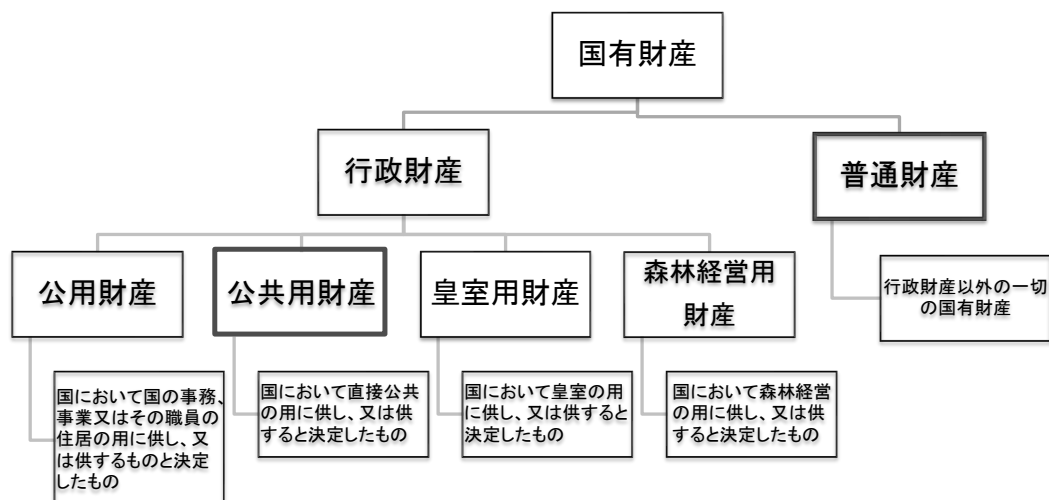 国有財産
行政財産
普通財産
公用財産
公共用財産
皇室用財産
森林経営用
財産
行政財産以外の一切
の国有財産
国において国の事務、
事業又はその職員の
住居の用に供し、又
は供するものと決定
したもの
国において直接公共
の用に供し、又は供
すると決定したもの
国において皇室の用
に供し、又は供すると
決定したもの
国において森林経営
の用に供し、又は供
すると決定したもの